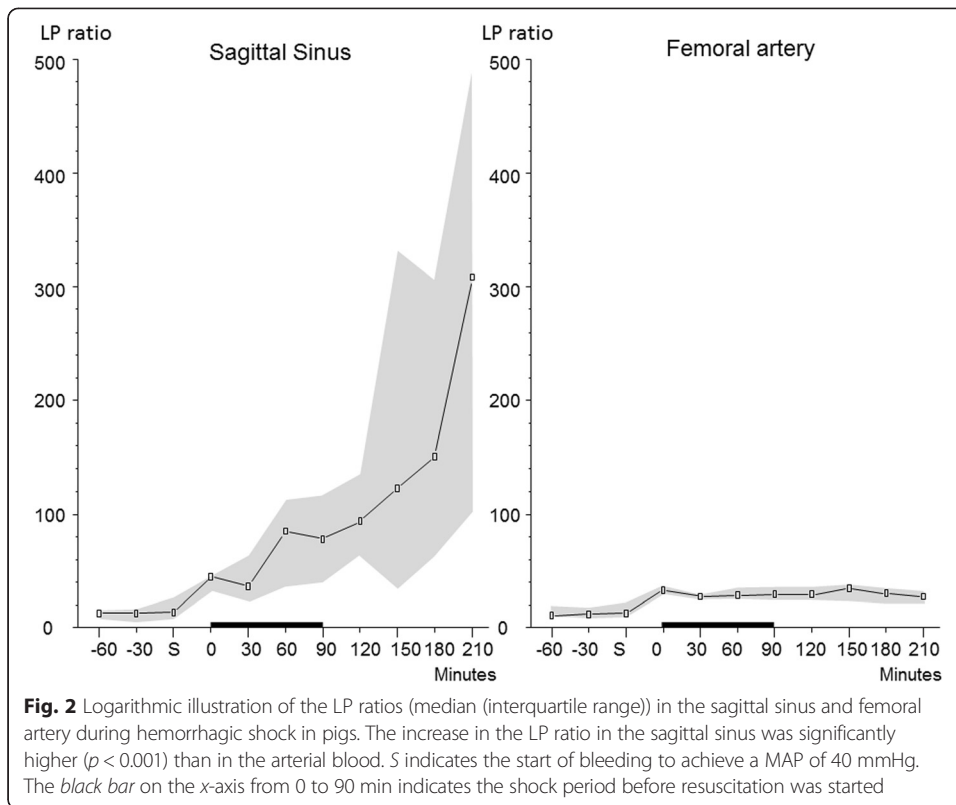 LP ratio
Sagittal Sinus
500
400
300
200
100
0
-60 -30 S 0 30 60 90 120 150 180 210
Minutes
LP ratio
Femoral artery
500
400
300
200
100
0
-60 -30 S 0 30 60 90 120 150 180 210
Minutes
Fig. 2 Logarithmic illustration of the LP ratios (median (interquartile range)) in the sagittal sinus and femoral
artery during hemorrhagic shock in pigs. The increase in the LP ratio in the sagittal sinus was significantly
higher (p < 0.001) than in the arterial blood. S indicates the start of bleeding to achieve a MAP of 40 mmHg.
The black bar on the x-axis from 0 to 90 min indicates the shock period before resuscitation was started